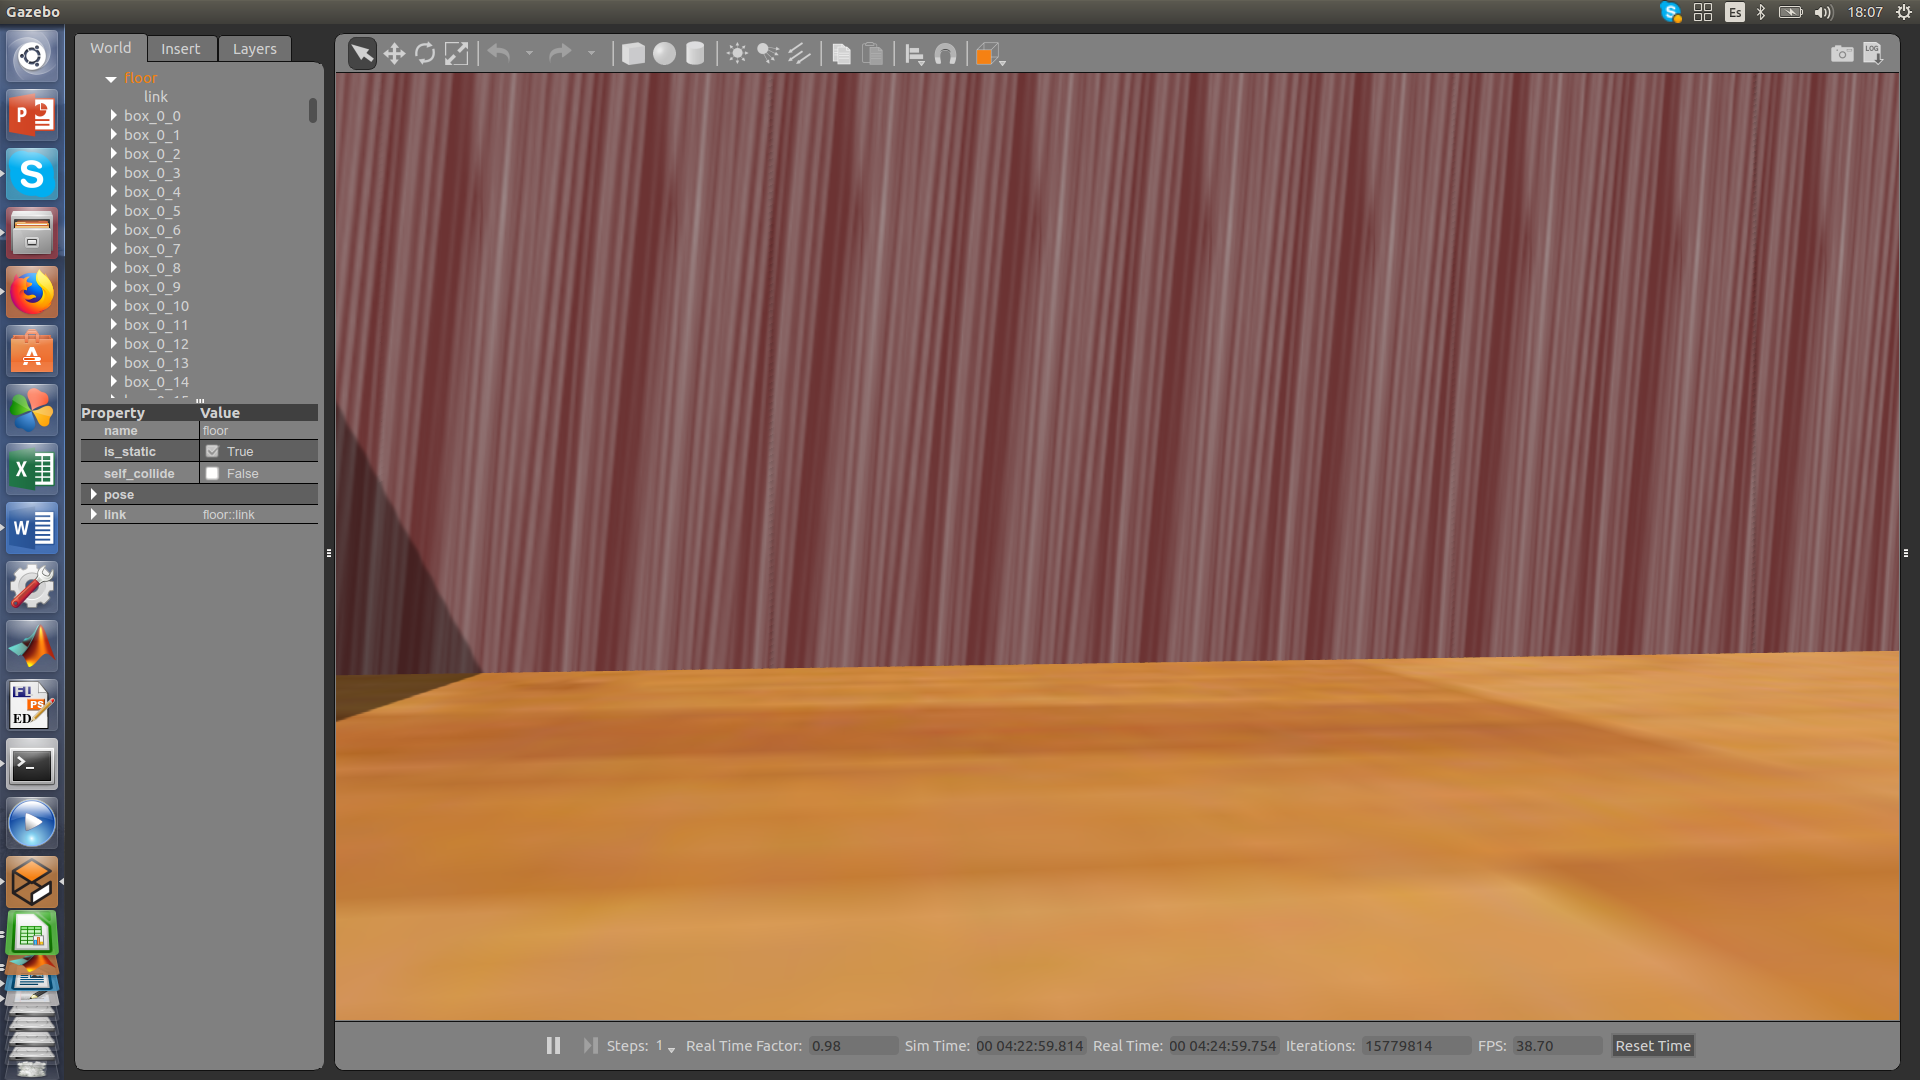 Gazebo
Es
18:07
World
Insert
Layers
LOG
floor
link
box_0_0
box_0_1
box_0_2
box_0_3
box_0_4
box_0_5
box_0_6
box_0_7
box_0_8
box_0_9
box_0_10
box_0_11
box_0_12
box_0_13
box_0_14
Property Value
name floor
is_static True
self_collide False
pose
link floor::link
Steps: 1 Real Time Factor: 0.98 Sim Time: 00 04:22:59.814 Real Time: 00 04:24:59.754 Iterations: 15779814 FPS: 38.70 Reset Time
P
S
A
X
W
PS
ED
>_